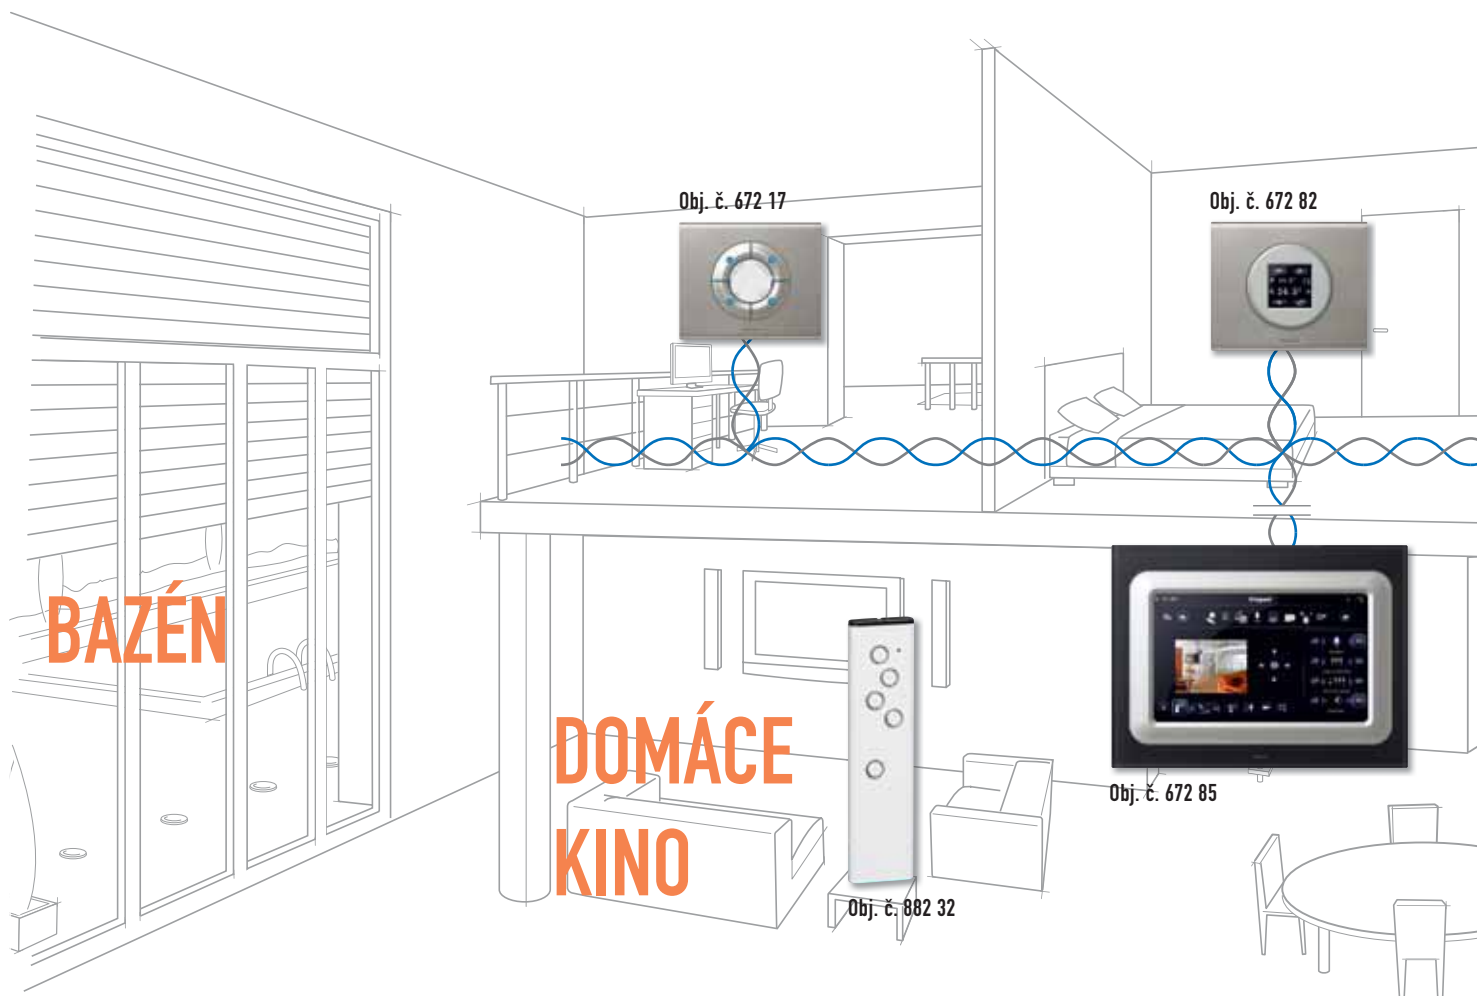 Obj. č. 672 17
Obj. č. 672 82
BAZÉN
DOMÁCE
KINO
Obj. č. 672 85
Obj. č. 882 32